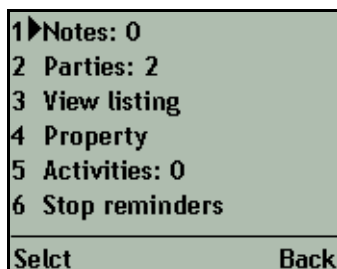 1▶Notes: 0
2 Parties: 2
3 View listing
4 Property
5 Activities: 0
6 Stop reminders
Selct Back